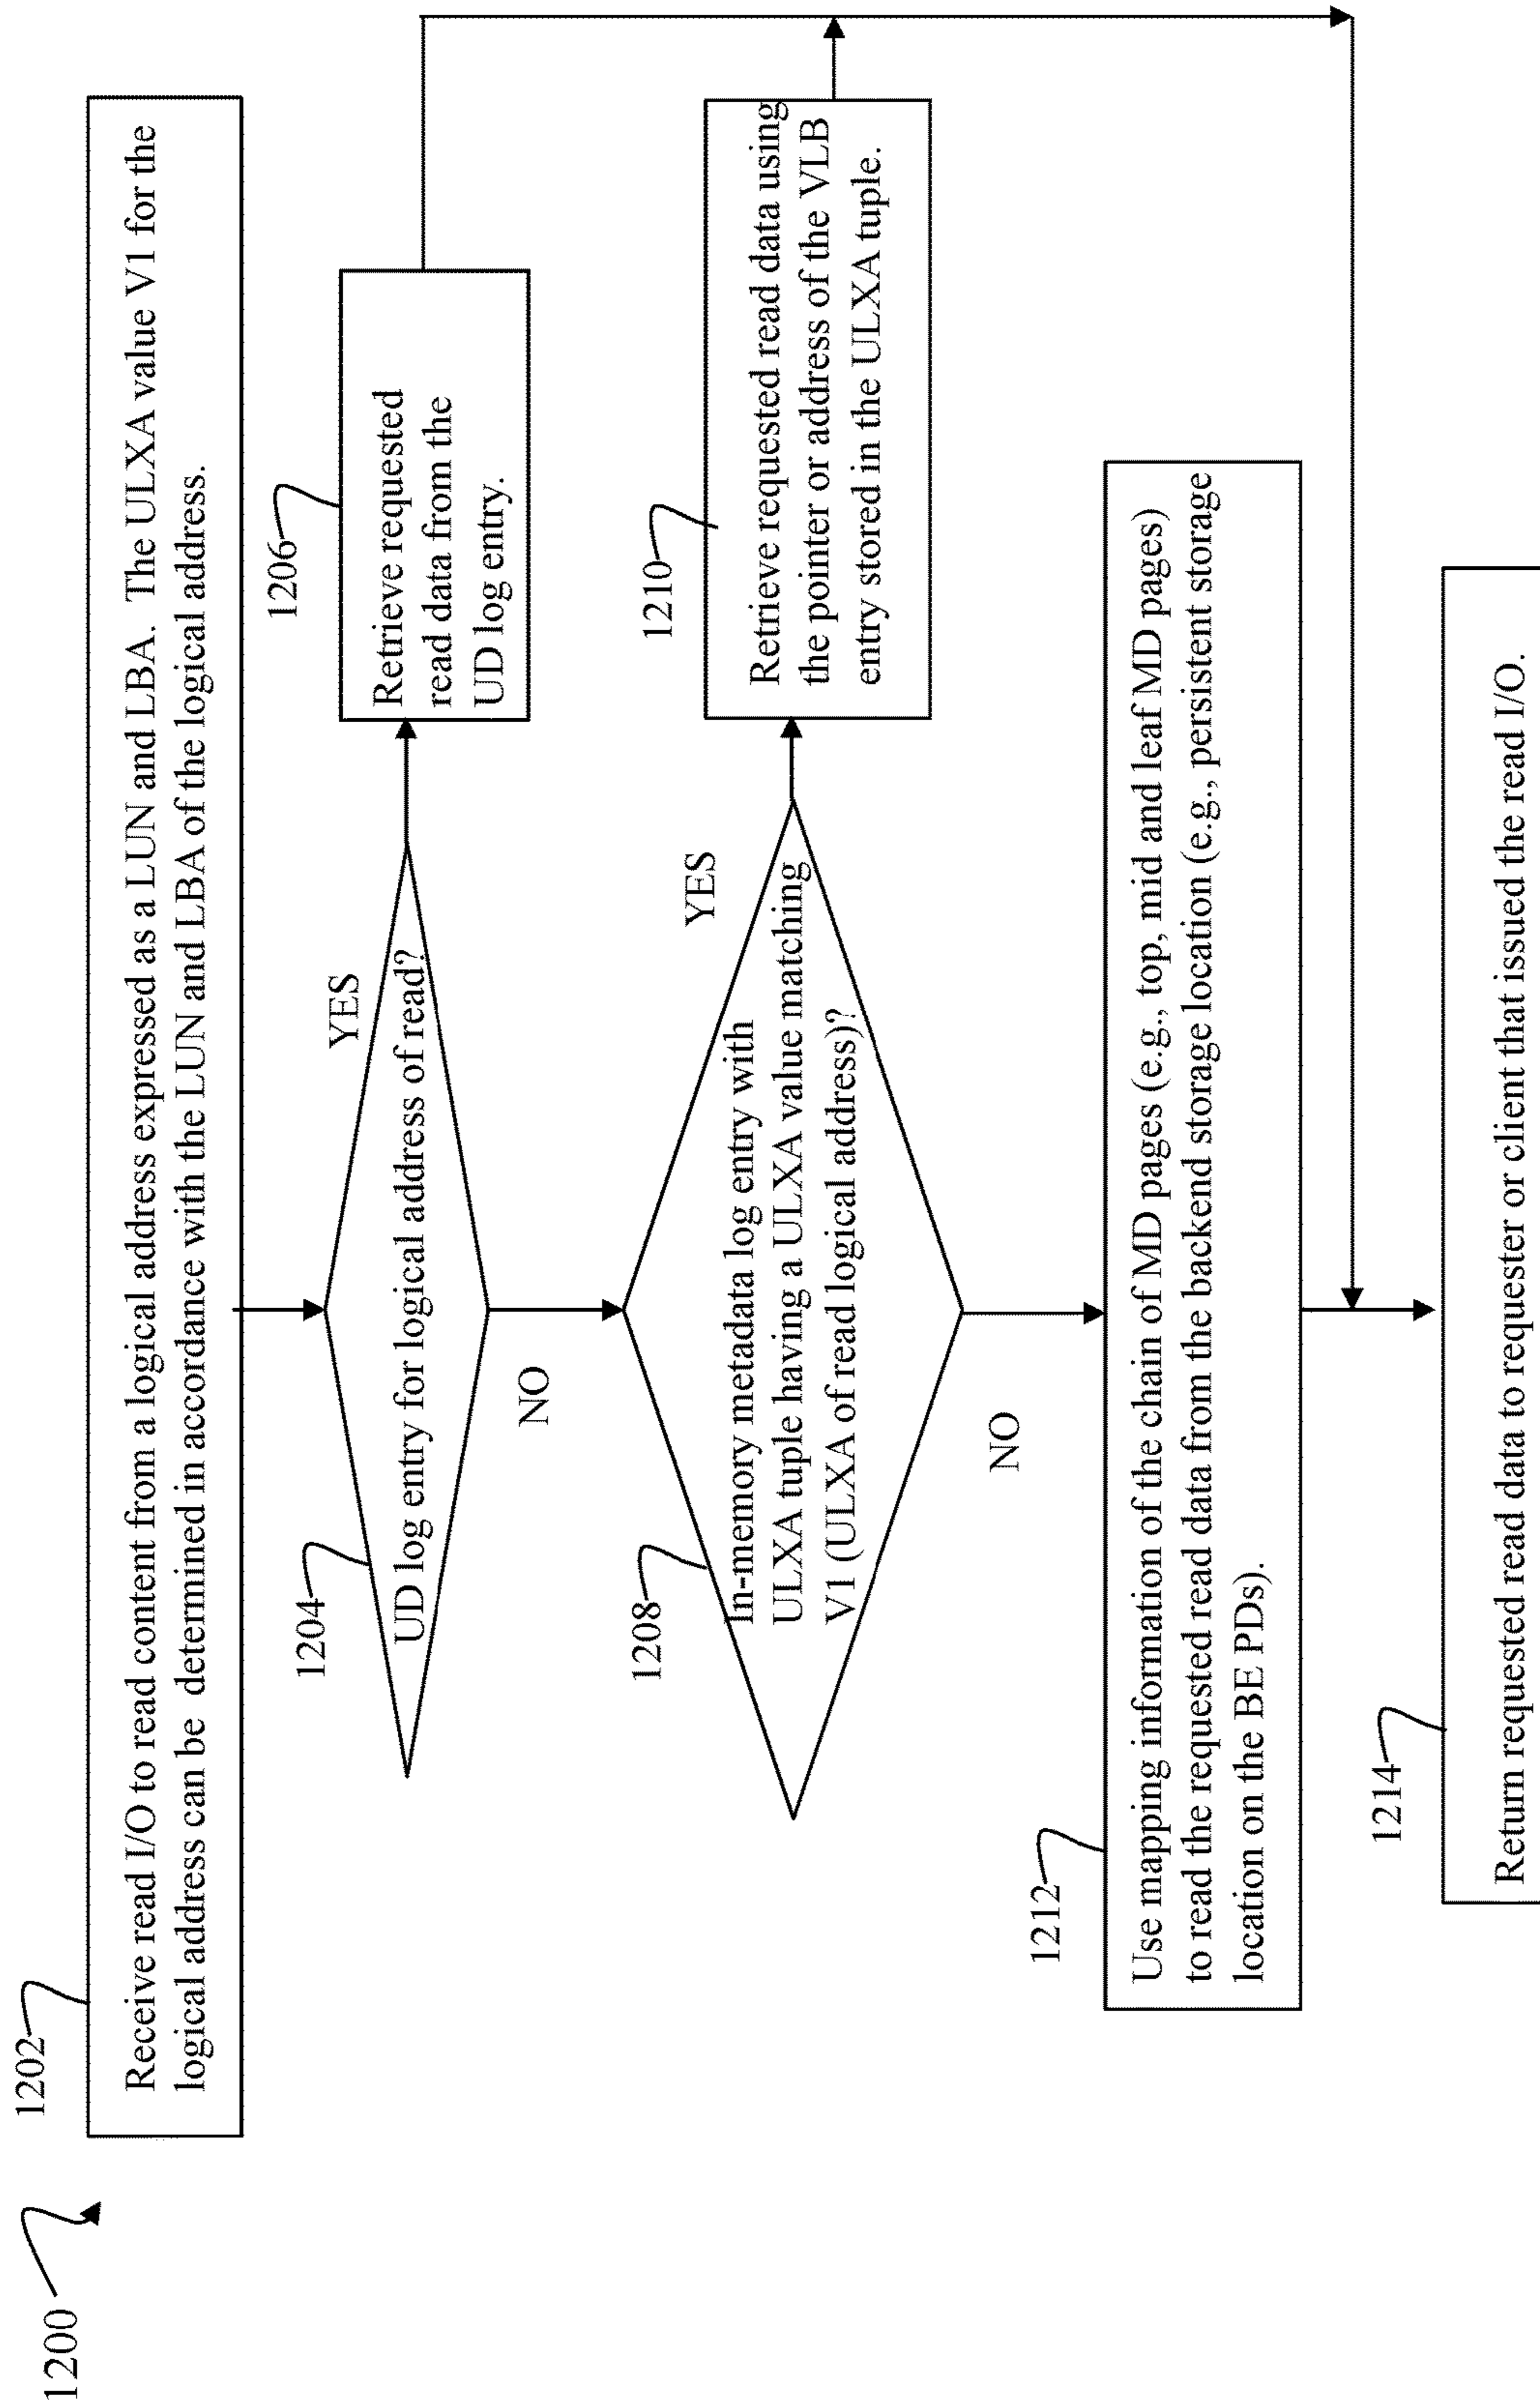 1200
1202
Receive read I/O to read content from a logical address expressed as a LUN and LBA. The ULXA value V1 for the
logical address can be determined in accordance with the LUN and LBA of the logical address.
1204
UD log entry for logical address of read?
YES
1206
Retrieve requested
read data from the
UD log entry.
NO
1208
In-memory metadata log entry with
ULXA tuple having a ULXA value matching
V1 (ULXA of read logical address)?
YES
1210
Retrieve requested read data using
the pointer or address of the VLB
entry stored in the ULXA tuple.
NO
1212
Use mapping information of the chain of MD pages (e.g., top, mid and leaf MD pages)
to read the requested read data from the backend storage location (e.g., persistent storage
location on the BE PDs).
1214
Return requested read data to requester or client that issued the read I/O.